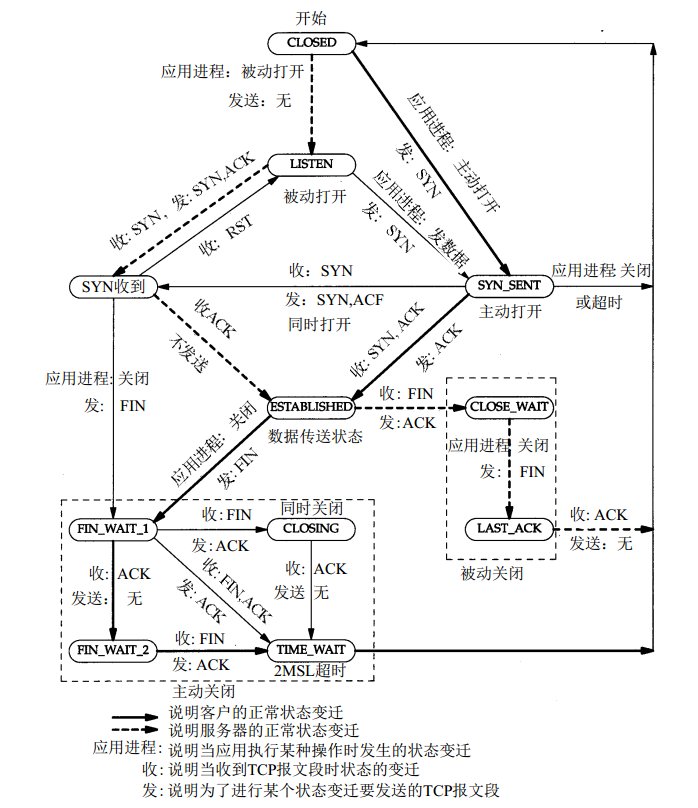 开始
CLOSED
应用进程：被动打开
发送：无
应用进程：主动打开
发：SYN
LISTEN
被动打开
收：SYN，发：SYN,ACK
收：RST
应用进程：发数据
发：SYN
SYN收到
收：SYN
发：SYN,ACF
同时打开
SYN_SENT
主动打开
应用进程 关闭
或超时
收ACK
不发送
收：SYN, ACK
发：ACK
应用进程：关闭
发：FIN
ESTABLISHED
数据传送状态
收：FIN
发:ACK
CLOSE_WAIT
应用进程 关闭
发：FIN
LAST_ACK
收：ACK
发送：无
被动关闭
应用进程：关闭
发：FIN
FIN_WAIT_1
收:FIN
发:ACK
同时关闭
CLOSING
收：ACK
发送：无
收：FIN,ACK
发：ACK
收：ACK
发送 无
FIN_WAIT_2
收：FIN
发：ACK
TIME_WAIT
2MSL超时
主动关闭
说明客户的正常状态变迁
说明服务器的正常状态变迁
应用进程：说明当应用执行某种操作时发生的状态变迁
收：说明当收到TCP报文段时状态的变迁
发：说明为了进行某个状态变迁要发送的TCP报文段